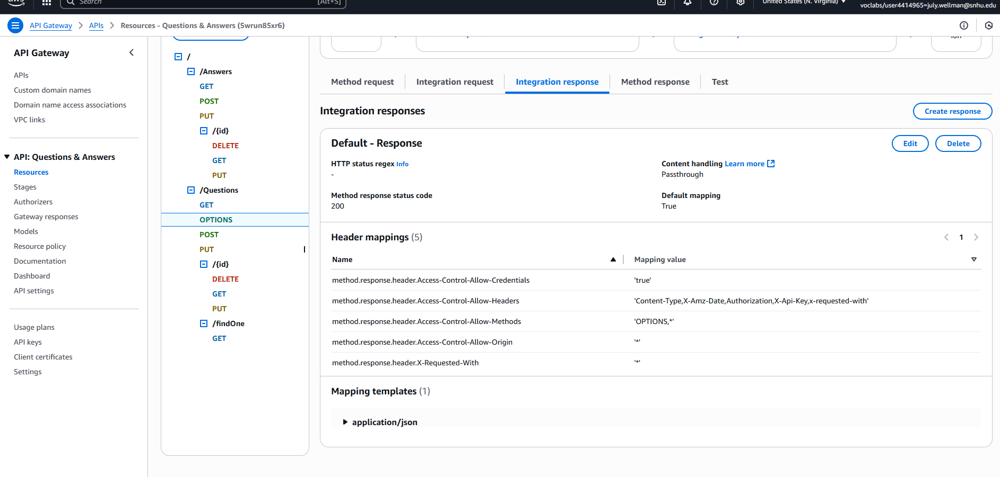 aws
Search
[Alt+S]
United States (N. Virginia)
voclabs/user4414965=july.wellman@snhu.edu
API Gateway
APIs
Resources - Questions & Answers (5wrun85xr6)
API Gateway
APIs
Custom domain names
Domain name access associations
VPC links
API: Questions & Answers
Resources
Stages
Authorizers
Gateway responses
Models
Resource policy
Documentation
Dashboard
API settings
Usage plans
API keys
Client certificates
Settings
/
/Answers
GET
POST
PUT
/{id}
DELETE
GET
PUT
/Questions
GET
OPTIONS
POST
PUT
/{id}
DELETE
GET
PUT
/findOne
GET
Method request
Integration request
Integration response
Method response
Test
Integration responses
Create response
Default - Response
Edit
Delete
HTTP status regex Info
-
Content handling Learn more
Passthrough
Method response status code
200
Default mapping
True
Header mappings (5)
1
Name
Mapping value
method.response.header.Access-Control-Allow-Credentials
'true'
method.response.header.Access-Control-Allow-Headers
'Content-Type,X-Amz-Date,Authorization,X-Api-Key,x-requested-with'
method.response.header.Access-Control-Allow-Methods
'OPTIONS,*'
method.response.header.Access-Control-Allow-Origin
'*'
method.response.header.X-Requested-With
'*'
Mapping templates (1)
application/json